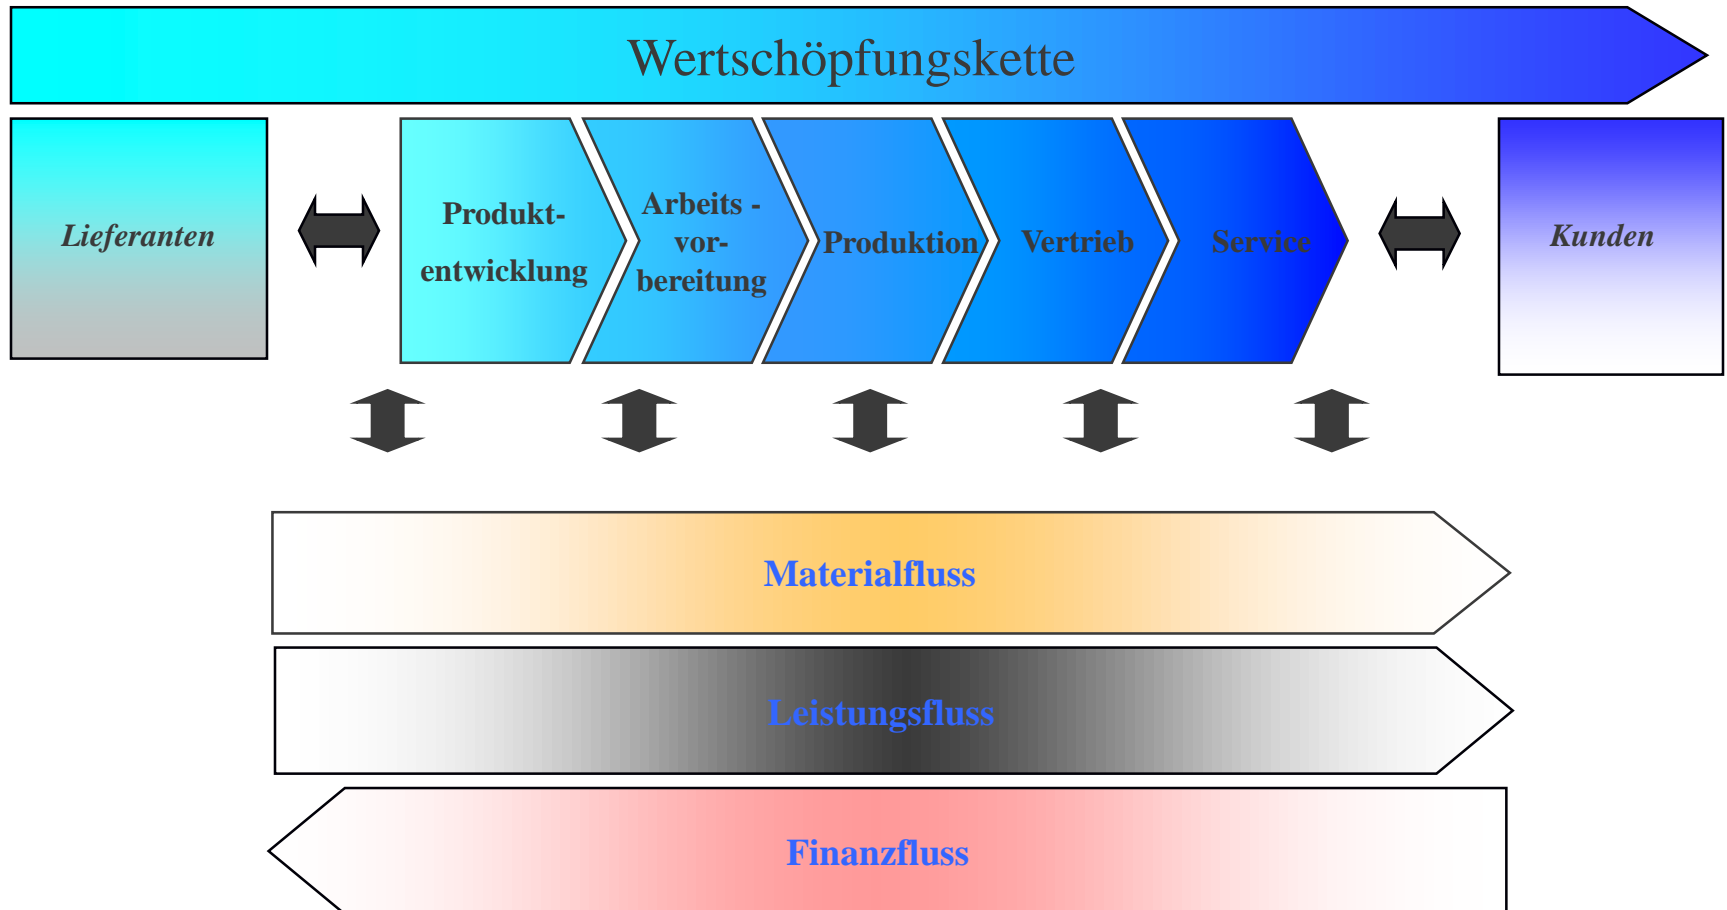 Wertschöpfungskette
Lieferanten
Produkt-
entwicklung
Arbeits -
vor-
bereitung
Produktion
Vertrieb
Service
Kunden
Materialfluss
Leistungsfluss
Finanzfluss